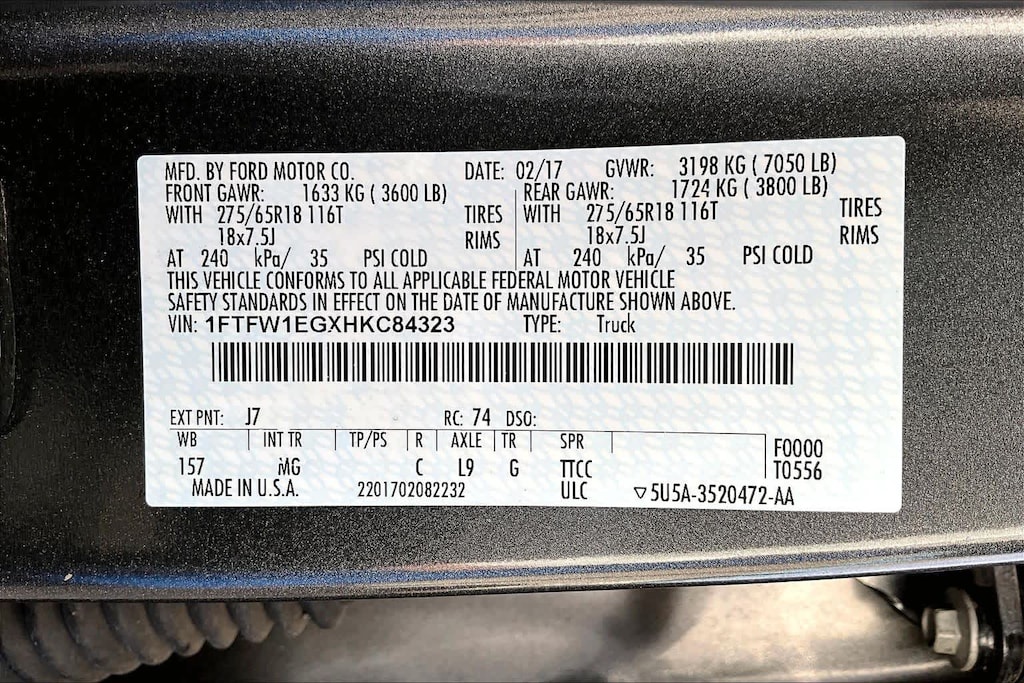 MFD. BY FORD MOTOR CO. DATE: 02/17 GVWR: 3198 KG ( 7050 LB)
FRONT GAWR: 1633 KG ( 3600 LB) REAR GAWR: 1724 KG ( 3800 LB)
WITH 275/65R18 116T TIRES WITH 275/65R18 116T TIRES
18x7.5J RIMS 18x7.5J RIMS
AT 240 kPa/ 35 PSI COLD AT 240 kPa/ 35 PSI COLD
THIS VEHICLE CONFORMS TO ALL APPLICABLE FEDERAL MOTOR VEHICLE
SAFETY STANDARDS IN EFFECT ON THE DATE OF MANUFACTURE SHOWN ABOVE.
VIN: 1FTFW1EGXHKC84323 TYPE: Truck
EXT PNT: J7 RC: 74 DSO:
WB INT TR TP/PS R AXLE TR SPR F0000
157 MG C L9 G TTCC T0556
MADE IN U.S.A. 2201702082232 ULC ▽5U5A-3520472-AA